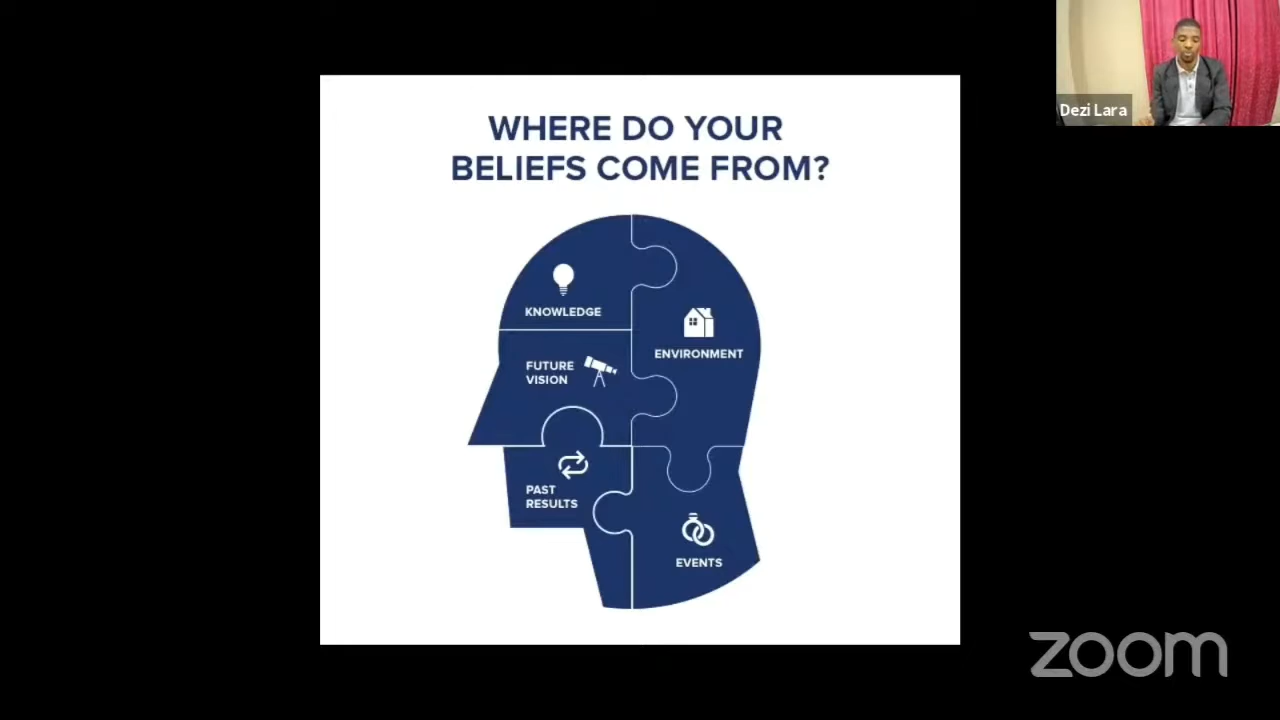 Dezi Lara
WHERE DO YOUR
BELIEFS COME FROM?
KNOWLEDGE
ENVIRONMENT
FUTURE
VISION
PAST
RESULTS
EVENTS
zoom